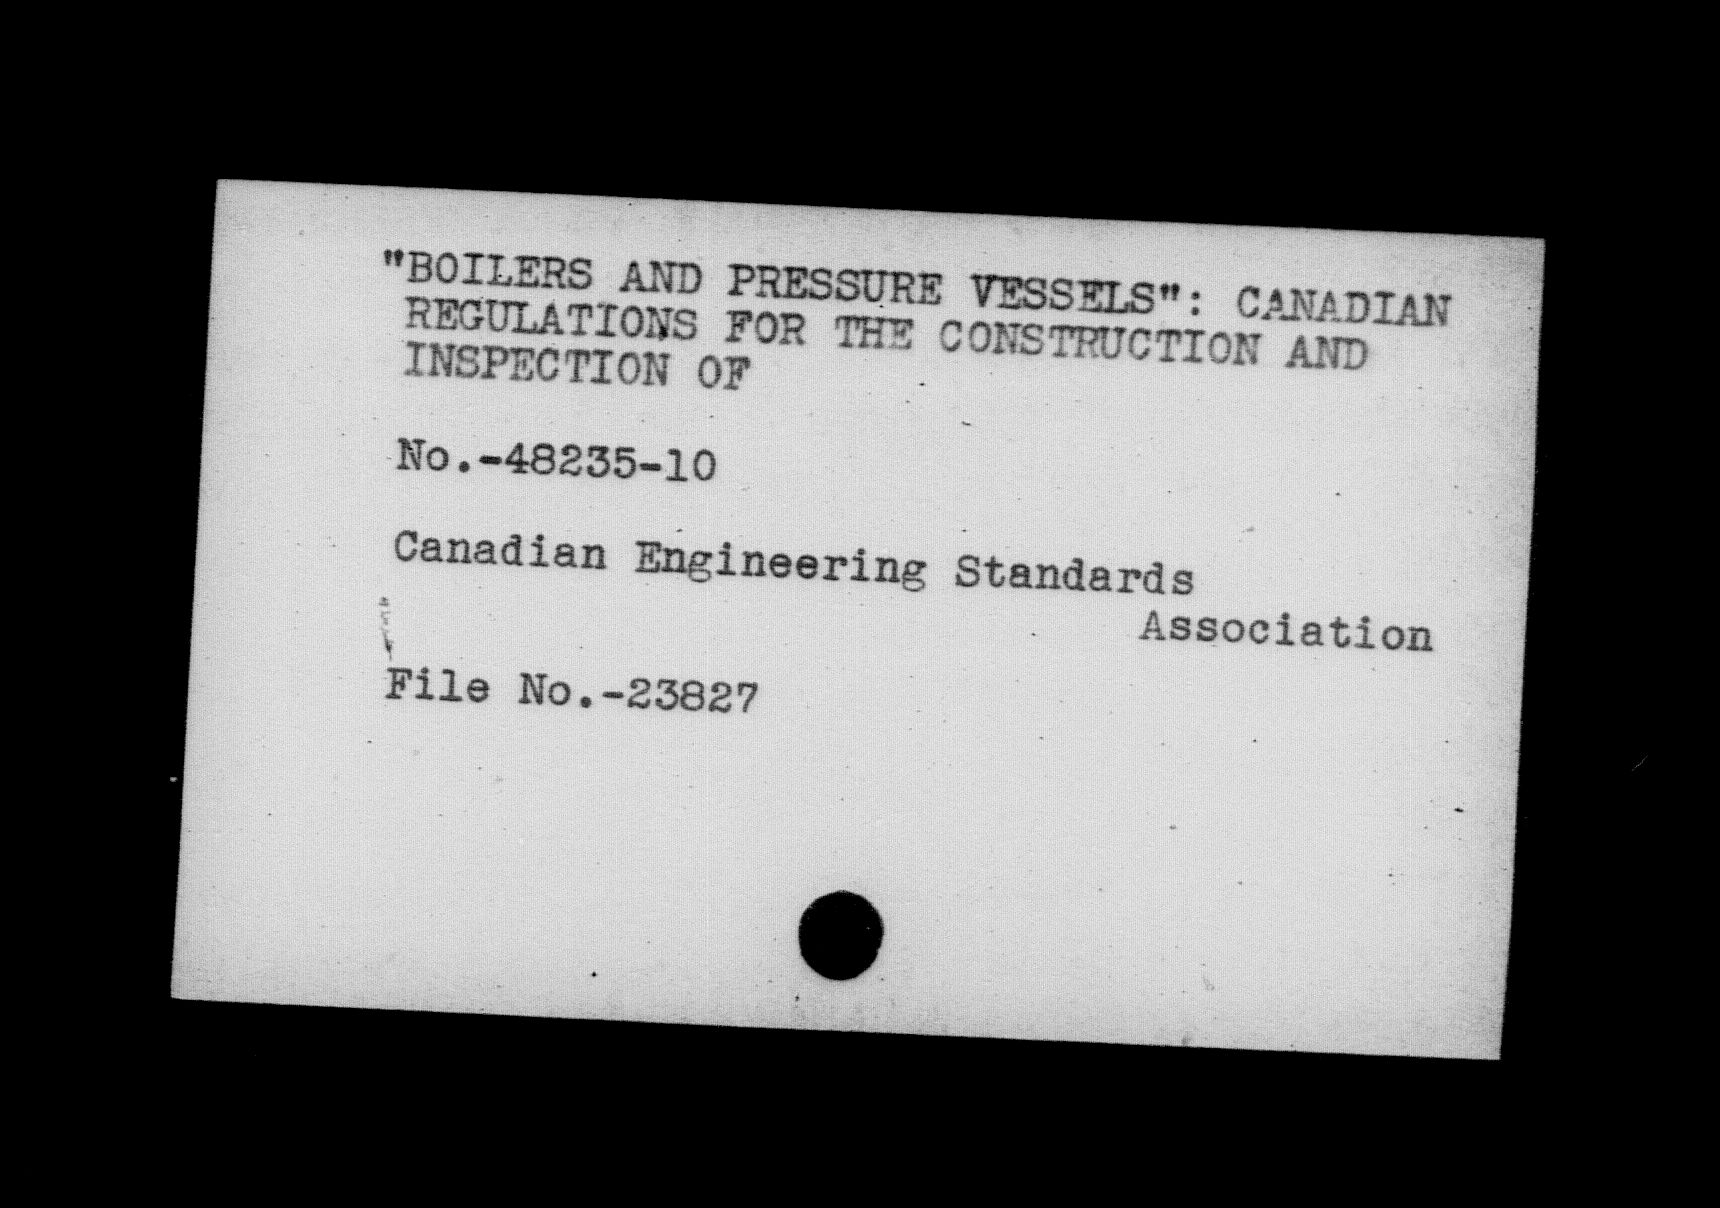 "BOILERS AND PRESSURE VESSELS": CANADIAN
REGULATIONS FOR THE CONSTRUCTION AND
INSPECTION OF
No.-48235-10
Canadian Engineering Standards
Association
File No.-23827